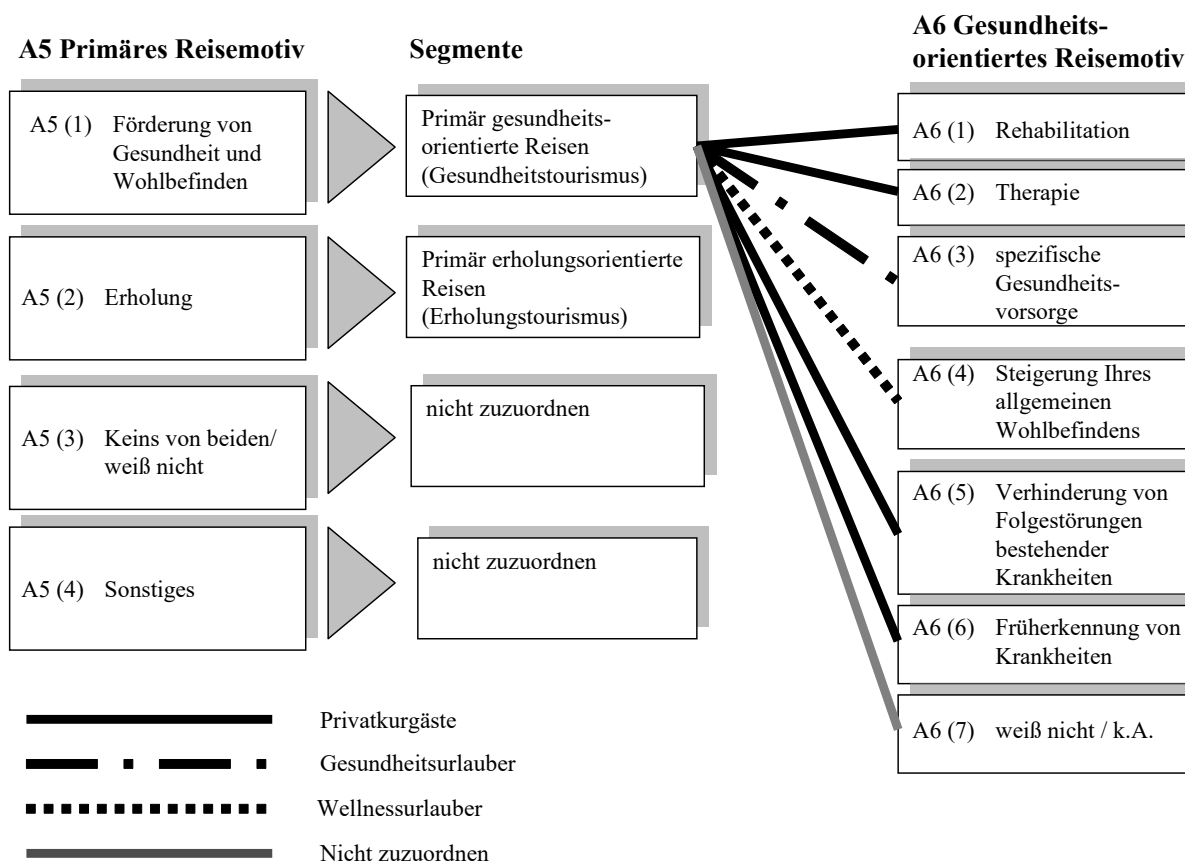 A5 Primäres Reisemotiv
A5 (1) Förderung von
Gesundheit und
Wohlbefinden
A5 (2) Erholung
A5 (3) Keins von beiden/
weiß nicht
A5 (4) Sonstiges
Segmente
Primär gesundheits-
orientierte Reisen
(Gesundheitstourismus)
Primär erholungsorientierte
Reisen
(Erholungstourismus)
nicht zuzuordnen
nicht zuzuordnen
A6 Gesundheits-
orientiertes Reisemotiv
A6 (1) Rehabilitation
A6 (2) Therapie
A6 (3) spezifische
Gesundheits-
vorsorge
A6 (4) Steigerung Ihres
allgemeinen
Wohlbefindens
A6 (5) Verhinderung von
Folgestörungen
bestehender
Krankheiten
A6 (6) Früherkennung von
Krankheiten
A6 (7) weiß nicht / k.A.
Privatkurgäste
Gesundheitsurlauber
Wellnessurlauber
Nicht zuzuordnen